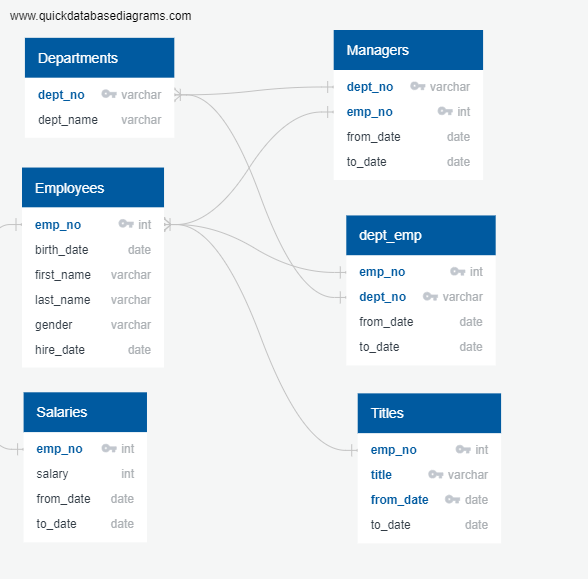 www.quickdatabasediagrams.com
Departments
dept_no varchar
dept_name varchar
Employees
emp_no int
birth_date date
first_name varchar
last_name varchar
gender varchar
hire_date date
Salaries
emp_no int
salary int
from_date date
to_date date
Managers
dept_no varchar
emp_no int
from_date date
to_date date
dept_emp
emp_no int
dept_no varchar
from_date date
to_date date
Titles
emp_no int
title varchar
from_date date
to_date date